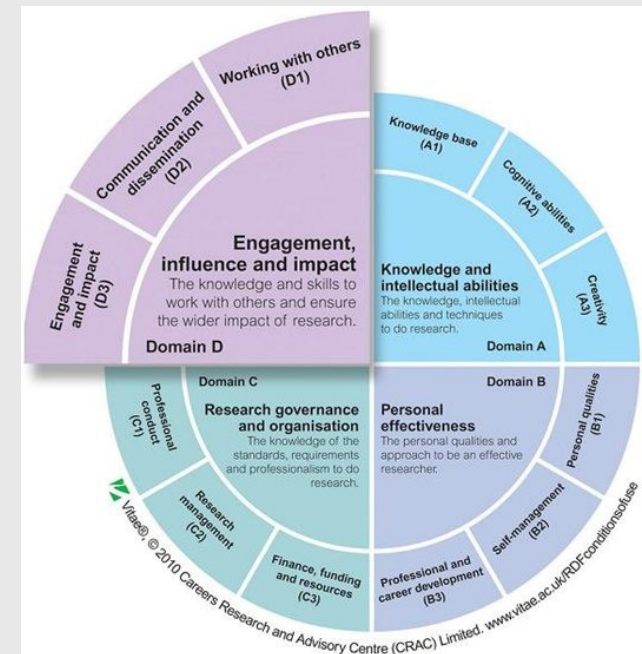 Working with others
(D1)
Communication and
dissemination
(D2)
Engagement
and impact
(D3)
Engagement,
influence and impact
The knowledge and skills to
work with others and ensure
the wider impact of research.
Domain D
Knowledge base
(A1)
Cognitive abilities
(A2)
Creativity
(A3)
Knowledge and
intellectual abilities
The knowledge, intellectual
abilities and techniques
to do research.
Domain A
Domain B
Personal
effectiveness
The personal qualities and
approach to be an effective
researcher.
Personal qualities
(B1)
Self-management
(B2)
Professional and
career development
(B3)
Domain C
Research governance
and organisation
The knowledge of the
standards, requirements
and professionalism to do
research.
Professional
conduct
(C1)
Research
management
(C2)
Finance, funding
and resources
(C3)
Vitae®, © 2010 Careers Research and Advisory Centre (CRAC) Limited. www.vitae.ac.uk/RDFconditionsofuse